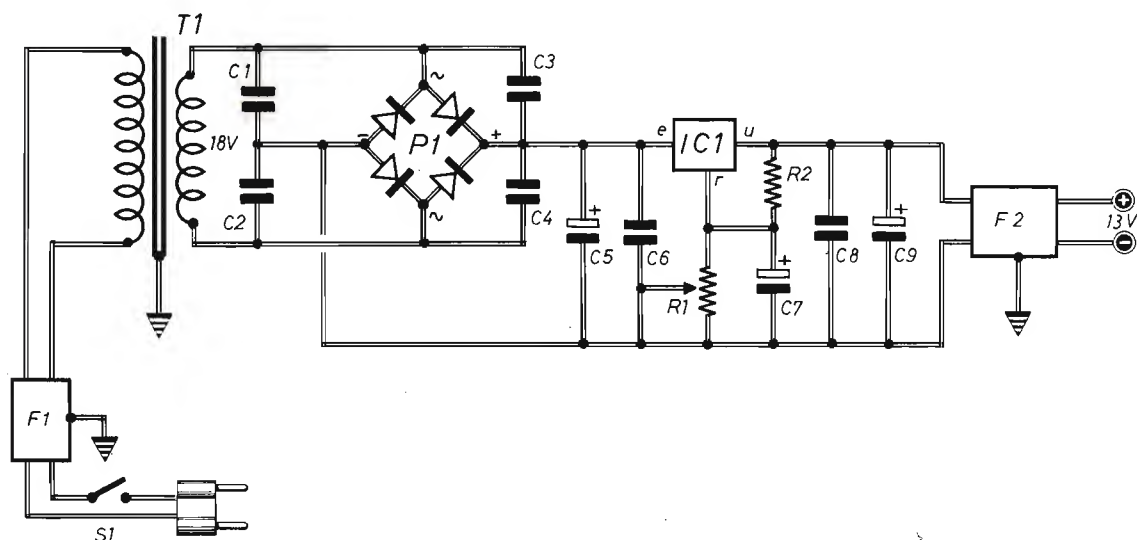 T1
18V
C1
C2
~
~
-
+
P1
C3
C4
e
IC1
u
r
R2
+
C5
C6
R1
+
C7
C8
+
C9
F2
+
13V
-
F1
S1